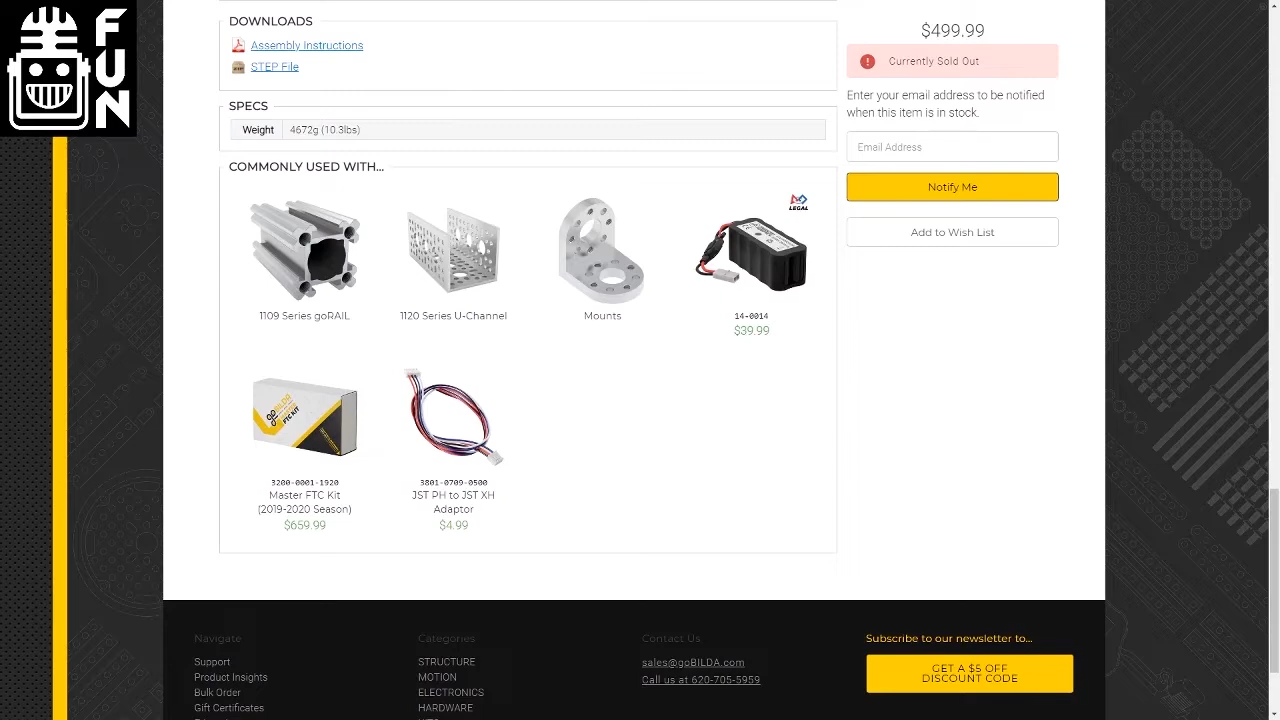 FUN
DOWNLOADS
Assembly Instructions
STEP File
SPECS
Weight 4672g (10.3lbs)
COMMONLY USED WITH...
LEGAL
1109 Series goRAIL
1120 Series U-Channel
Mounts
14-0014
$39.99
3200-0001-1920
Master FTC Kit
(2019-2020 Season)
$659.99
3801-0709-0500
JST PH to JST XH
Adaptor
$4.99
$499.99
Currently Sold Out
Enter your email address to be notified
when this item is in stock.
Email Address
Notify Me
Add to Wish List
Navigate
Support
Product Insights
Bulk Order
Gift Certificates
Categories
STRUCTURE
MOTION
ELECTRONICS
HARDWARE
Contact Us
sales@goBILDA.com
Call us at 620-705-5959
Subscribe to our newsletter to...
GET A $5 OFF
DISCOUNT CODE